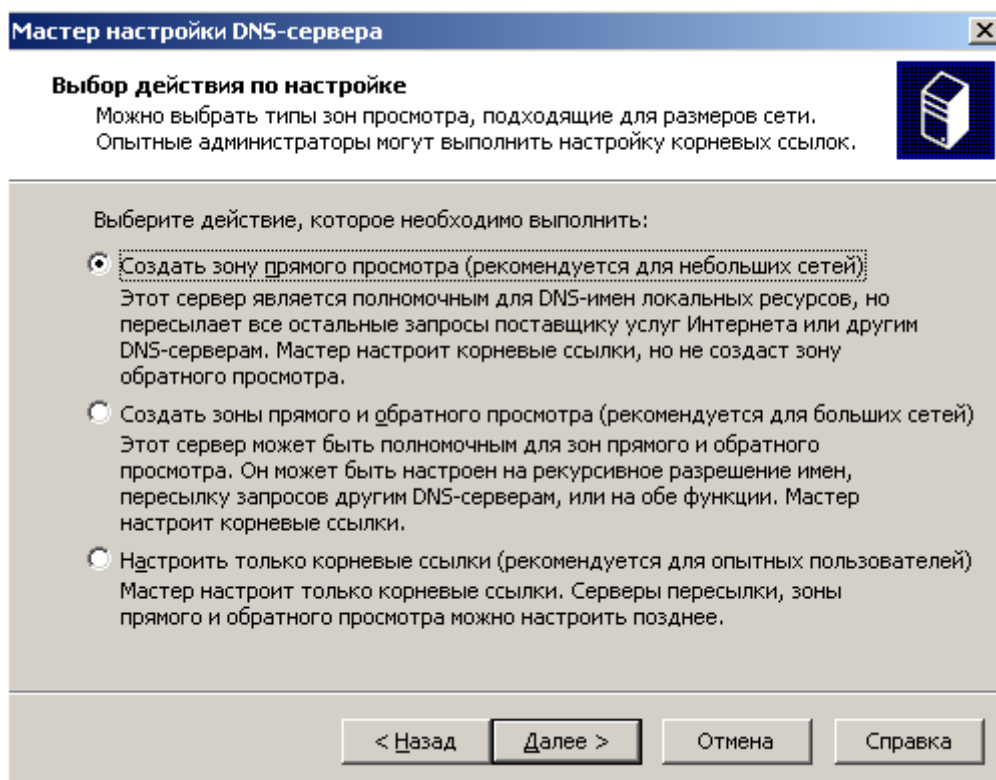 Мастер настройки DNS-сервера
Выбор действия по настройке
Можно выбрать типы зон просмотра, подходящие для размеров сети.
Опытные администраторы могут выполнить настройку корневых ссылок.
Выберите действие, которое необходимо выполнить:
Создать зону прямого просмотра (рекомендуется для небольших сетей)
Этот сервер является полномочным для DNS-имен локальных ресурсов, но
пересылает все остальные запросы поставщику услуг Интернета или другим
DNS-серверам. Мастер настроит корневые ссылки, но не создаст зону
обратного просмотра.
Создать зоны прямого и обратного просмотра (рекомендуется для больших сетей)
Этот сервер может быть полномочным для зон прямого и обратного
просмотра. Он может быть настроен на рекурсивное разрешение имен,
пересылку запросов другим DNS-серверам, или на обе функции. Мастер
настроит корневые ссылки.
Настроить только корневые ссылки (рекомендуется для опытных пользователей)
Мастер настроит только корневые ссылки. Серверы пересылки, зоны
прямого и обратного просмотра можно настроить позднее.
< Назад Далее > Отмена Справка